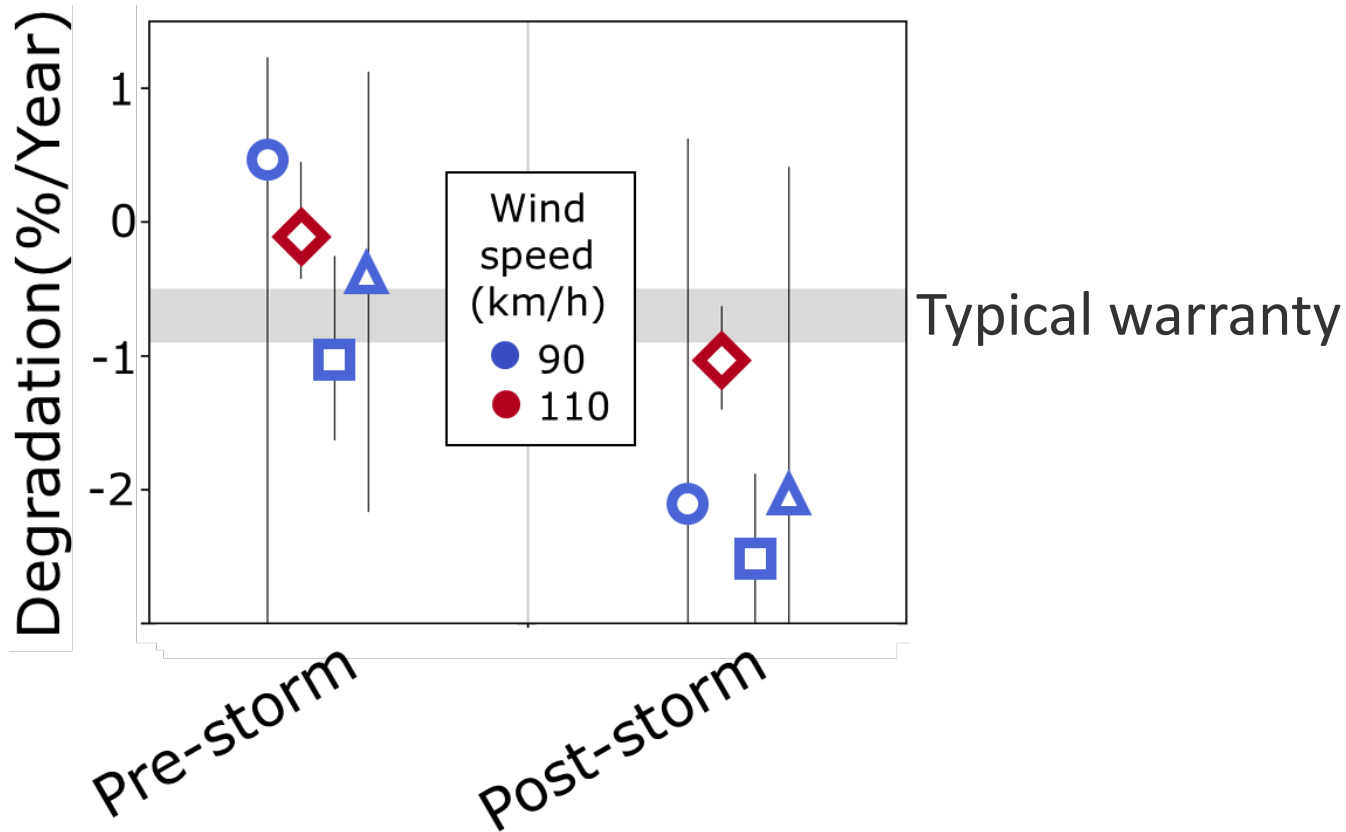 Degradation(%/Year)
1
0
-1
-2
Wind
speed
(km/h)
90
110
Typical warranty
Pre-storm
Post-storm